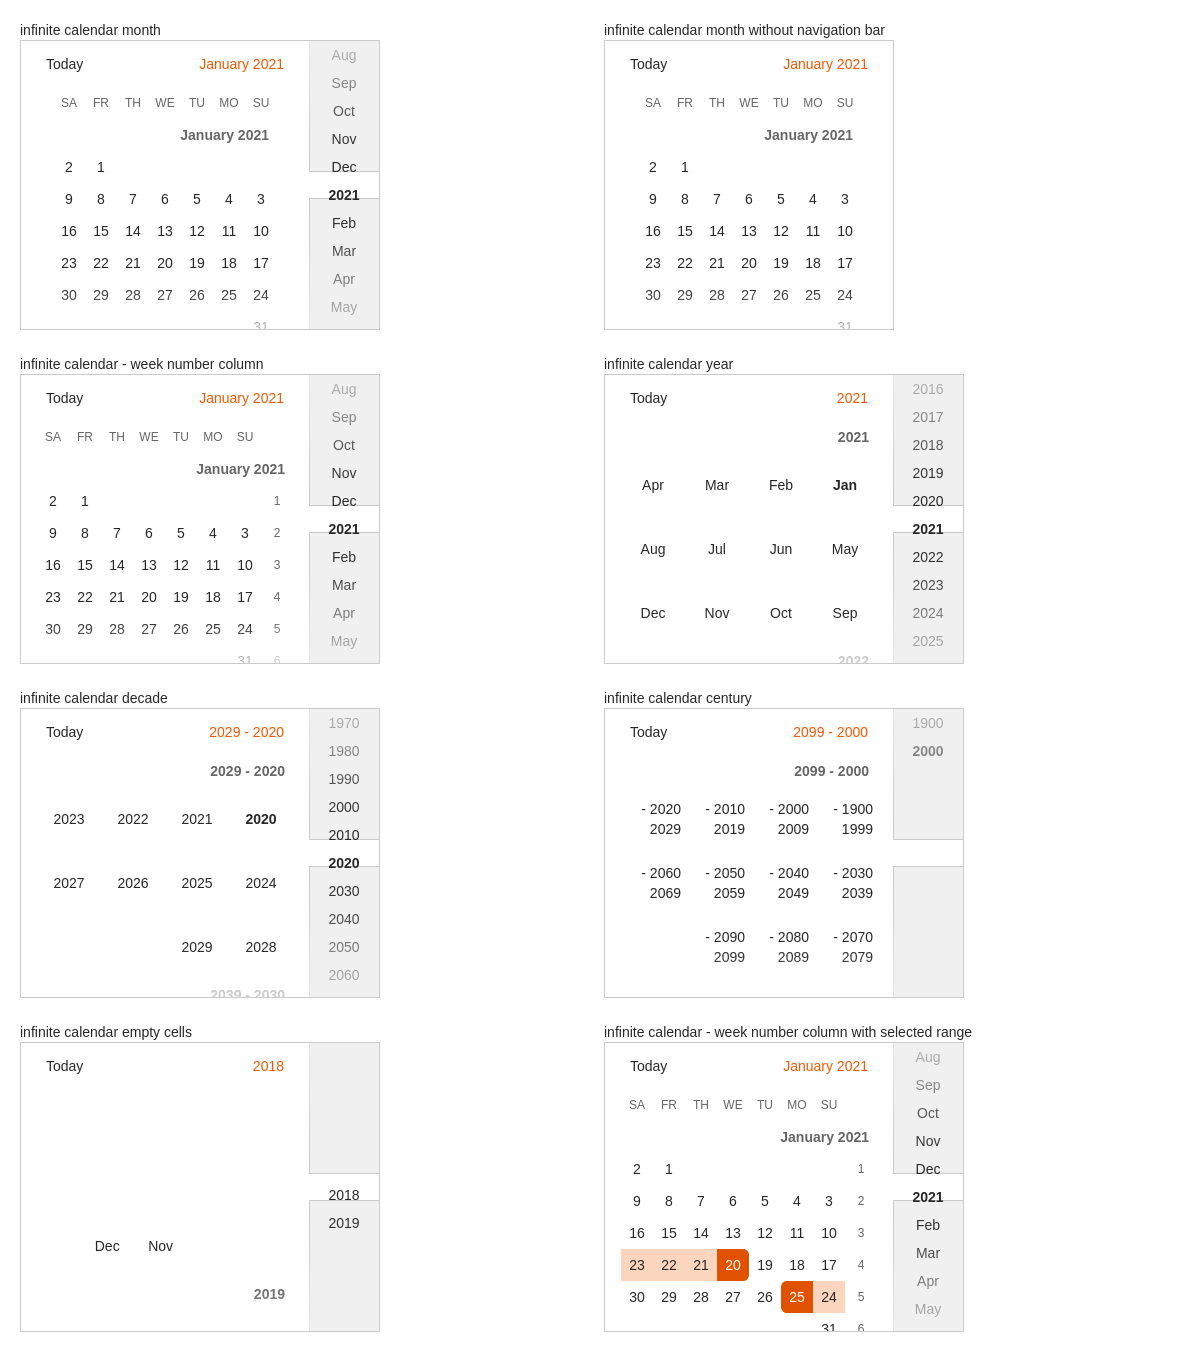 infinite calendar month
Today January 2021
SA FR TH WE TU MO SU
January 2021
2 1
9 8 7 6 5 4 3
16 15 14 13 12 11 10
23 22 21 20 19 18 17
30 29 28 27 26 25 24
31
Aug
Sep
Oct
Nov
Dec
2021
Feb
Mar
Apr
May
infinite calendar month without navigation bar
Today January 2021
SA FR TH WE TU MO SU
January 2021
2 1
9 8 7 6 5 4 3
16 15 14 13 12 11 10
23 22 21 20 19 18 17
30 29 28 27 26 25 24
31
infinite calendar - week number column
Today January 2021
SA FR TH WE TU MO SU
January 2021
2 1 1
9 8 7 6 5 4 3 2
16 15 14 13 12 11 10 3
23 22 21 20 19 18 17 4
30 29 28 27 26 25 24 5
31 6
Aug
Sep
Oct
Nov
Dec
2021
Feb
Mar
Apr
May
infinite calendar year
Today 2021
2021
Apr Mar Feb Jan
Aug Jul Jun May
Dec Nov Oct Sep
2022
2016
2017
2018
2019
2020
2021
2022
2023
2024
2025
infinite calendar decade
Today 2029 - 2020
2029 - 2020
2023 2022 2021 2020
2027 2026 2025 2024
2029 2028
2039 - 2030
1970
1980
1990
2000
2010
2020
2030
2040
2050
2060
infinite calendar century
Today 2099 - 2000
2099 - 2000
- 2020 - 2010 - 2000 - 1900
2029 2019 2009 1999
- 2060 - 2050 - 2040 - 2030
2069 2059 2049 2039
- 2090 - 2080 - 2070
2099 2089 2079
1900
2000
infinite calendar empty cells
Today 2018
Dec Nov
2019
2018
2019
infinite calendar - week number column with selected range
Today January 2021
SA FR TH WE TU MO SU
January 2021
2 1 1
9 8 7 6 5 4 3 2
16 15 14 13 12 11 10 3
23 22 21 20 19 18 17 4
30 29 28 27 26 25 24 5
31 6
Aug
Sep
Oct
Nov
Dec
2021
Feb
Mar
Apr
May